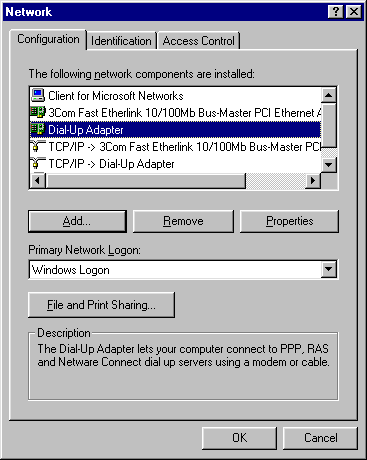 Network
Configuration Identification Access Control
The following network components are installed:
Client for Microsoft Networks
3Com Fast Etherlink 10/100Mb Bus-Master PCI Ethernet A
Dial-Up Adapter
TCP/IP -> 3Com Fast Etherlink 10/100Mb Bus-Master PCI
TCP/IP -> Dial-Up Adapter
Add... Remove Properties
Primary Network Logon:
Windows Logon
File and Print Sharing...
Description
The Dial-Up Adapter lets your computer connect to PPP, RAS
and Netware Connect dial up servers using a modem or cable.
OK Cancel